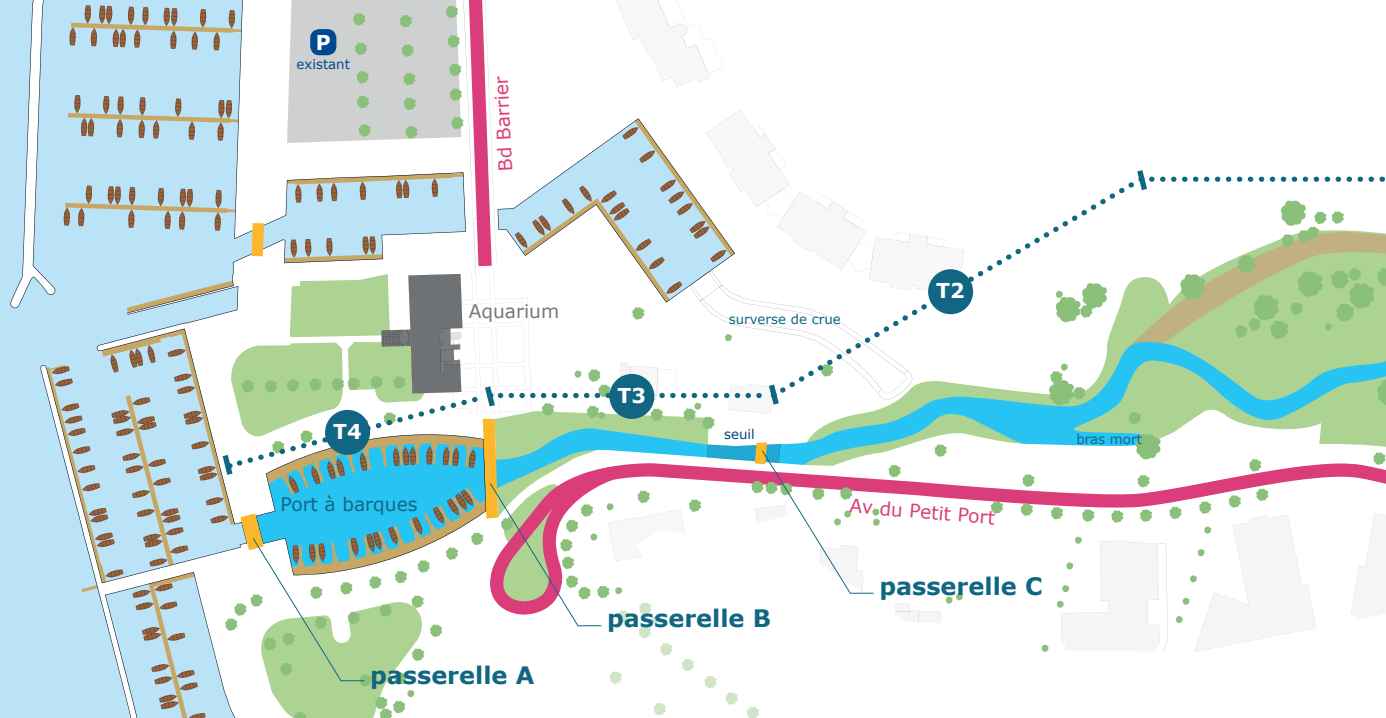 P
existant
Bd Barrier
T2
Aquarium
surverse de crue
T3
T4
seuil
bras mort
Port à barques
Av du Petit Port
passerelle C
passerelle B
passerelle A